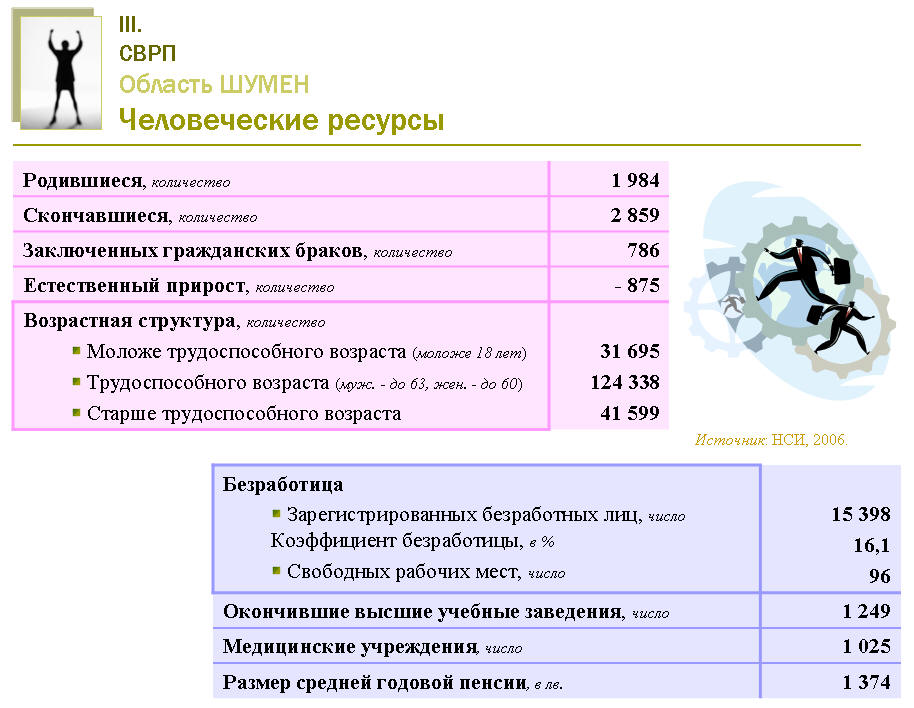 III.
СВРП
Область ШУМЕН
Человеческие ресурсы
Родившиеся, количество 1 984
Скончавшиеся, количество 2 859
Заключенных гражданских браков, количество 786
Естественный прирост, количество - 875
Возрастная структура, количество
Моложе трудоспособного возраста (моложе 18 лет) 31 695
Трудоспособного возраста (муж. - до 63, жен. - до 60) 124 338
Старше трудоспособного возраста 41 599
Источник: НСИ, 2006.
Безработица
Зарегистрированных безработных лиц, число 15 398
Коэффициент безработицы, в % 16,1
Свободных рабочих мест, число 96
Окончившие высшие учебные заведения, число 1 249
Медицинские учреждения, число 1 025
Размер средней годовой пенсии, в лв. 1 374